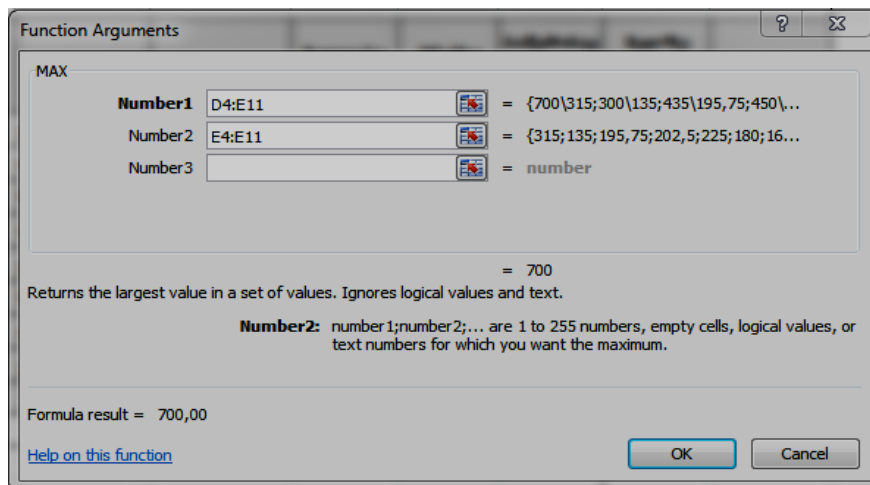 Function Arguments
MAX
Number1 D4:E11 = {700\315;300\135;435\195,75;450\...
Number2 E4:E11 = {315;135;195,75;202,5;225;180;16...
Number3 = number
= 700
Returns the largest value in a set of values. Ignores logical values and text.
Number2: number1;number2;... are 1 to 255 numbers, empty cells, logical values, or
text numbers for which you want the maximum.
Formula result = 700,00
Help on this function
OK Cancel